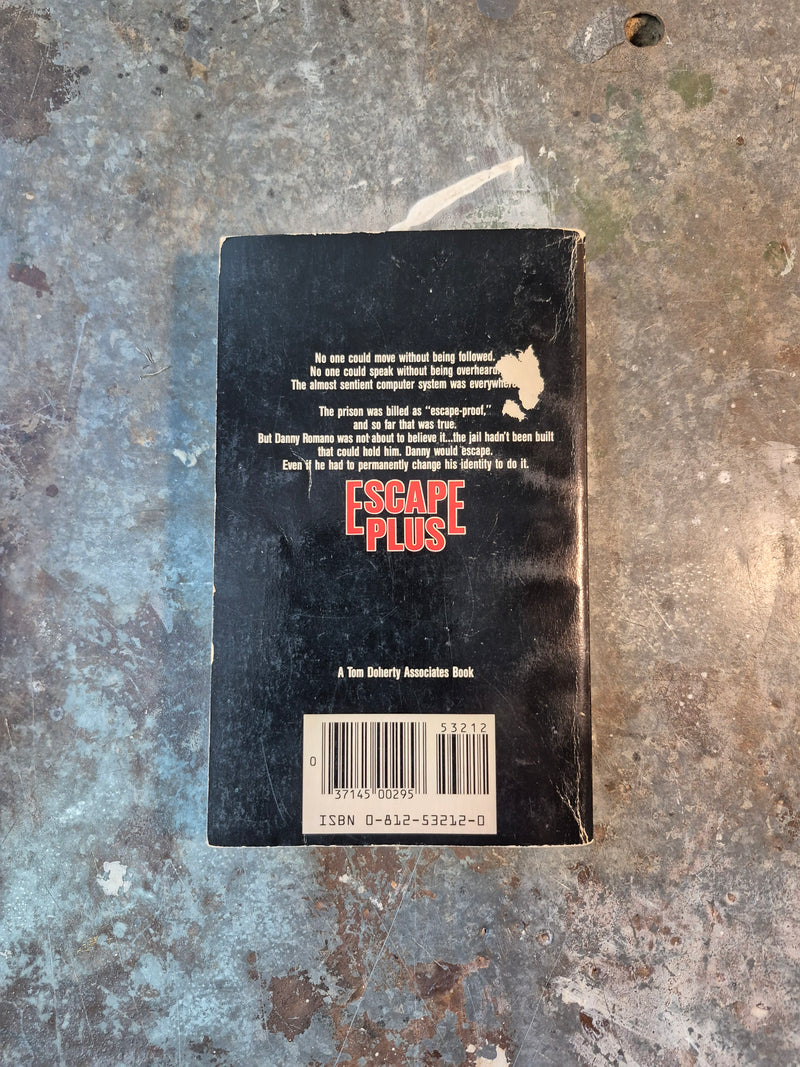 No one could move without being followed.
No one could speak without being overheard.
The almost sentient computer system was everywhere
The prison was billed as "escape-proof,"
and so far that was true.
But Danny Romano was not about to believe it...the jail hadn't been built
that could hold him. Danny would escape.
Even if he had to permanently change his identity to do it.
ESCAPE
PLUS
A Tom Doherty Associates Book
53212
0
37145 00295
ISBN 0-812-53212-0